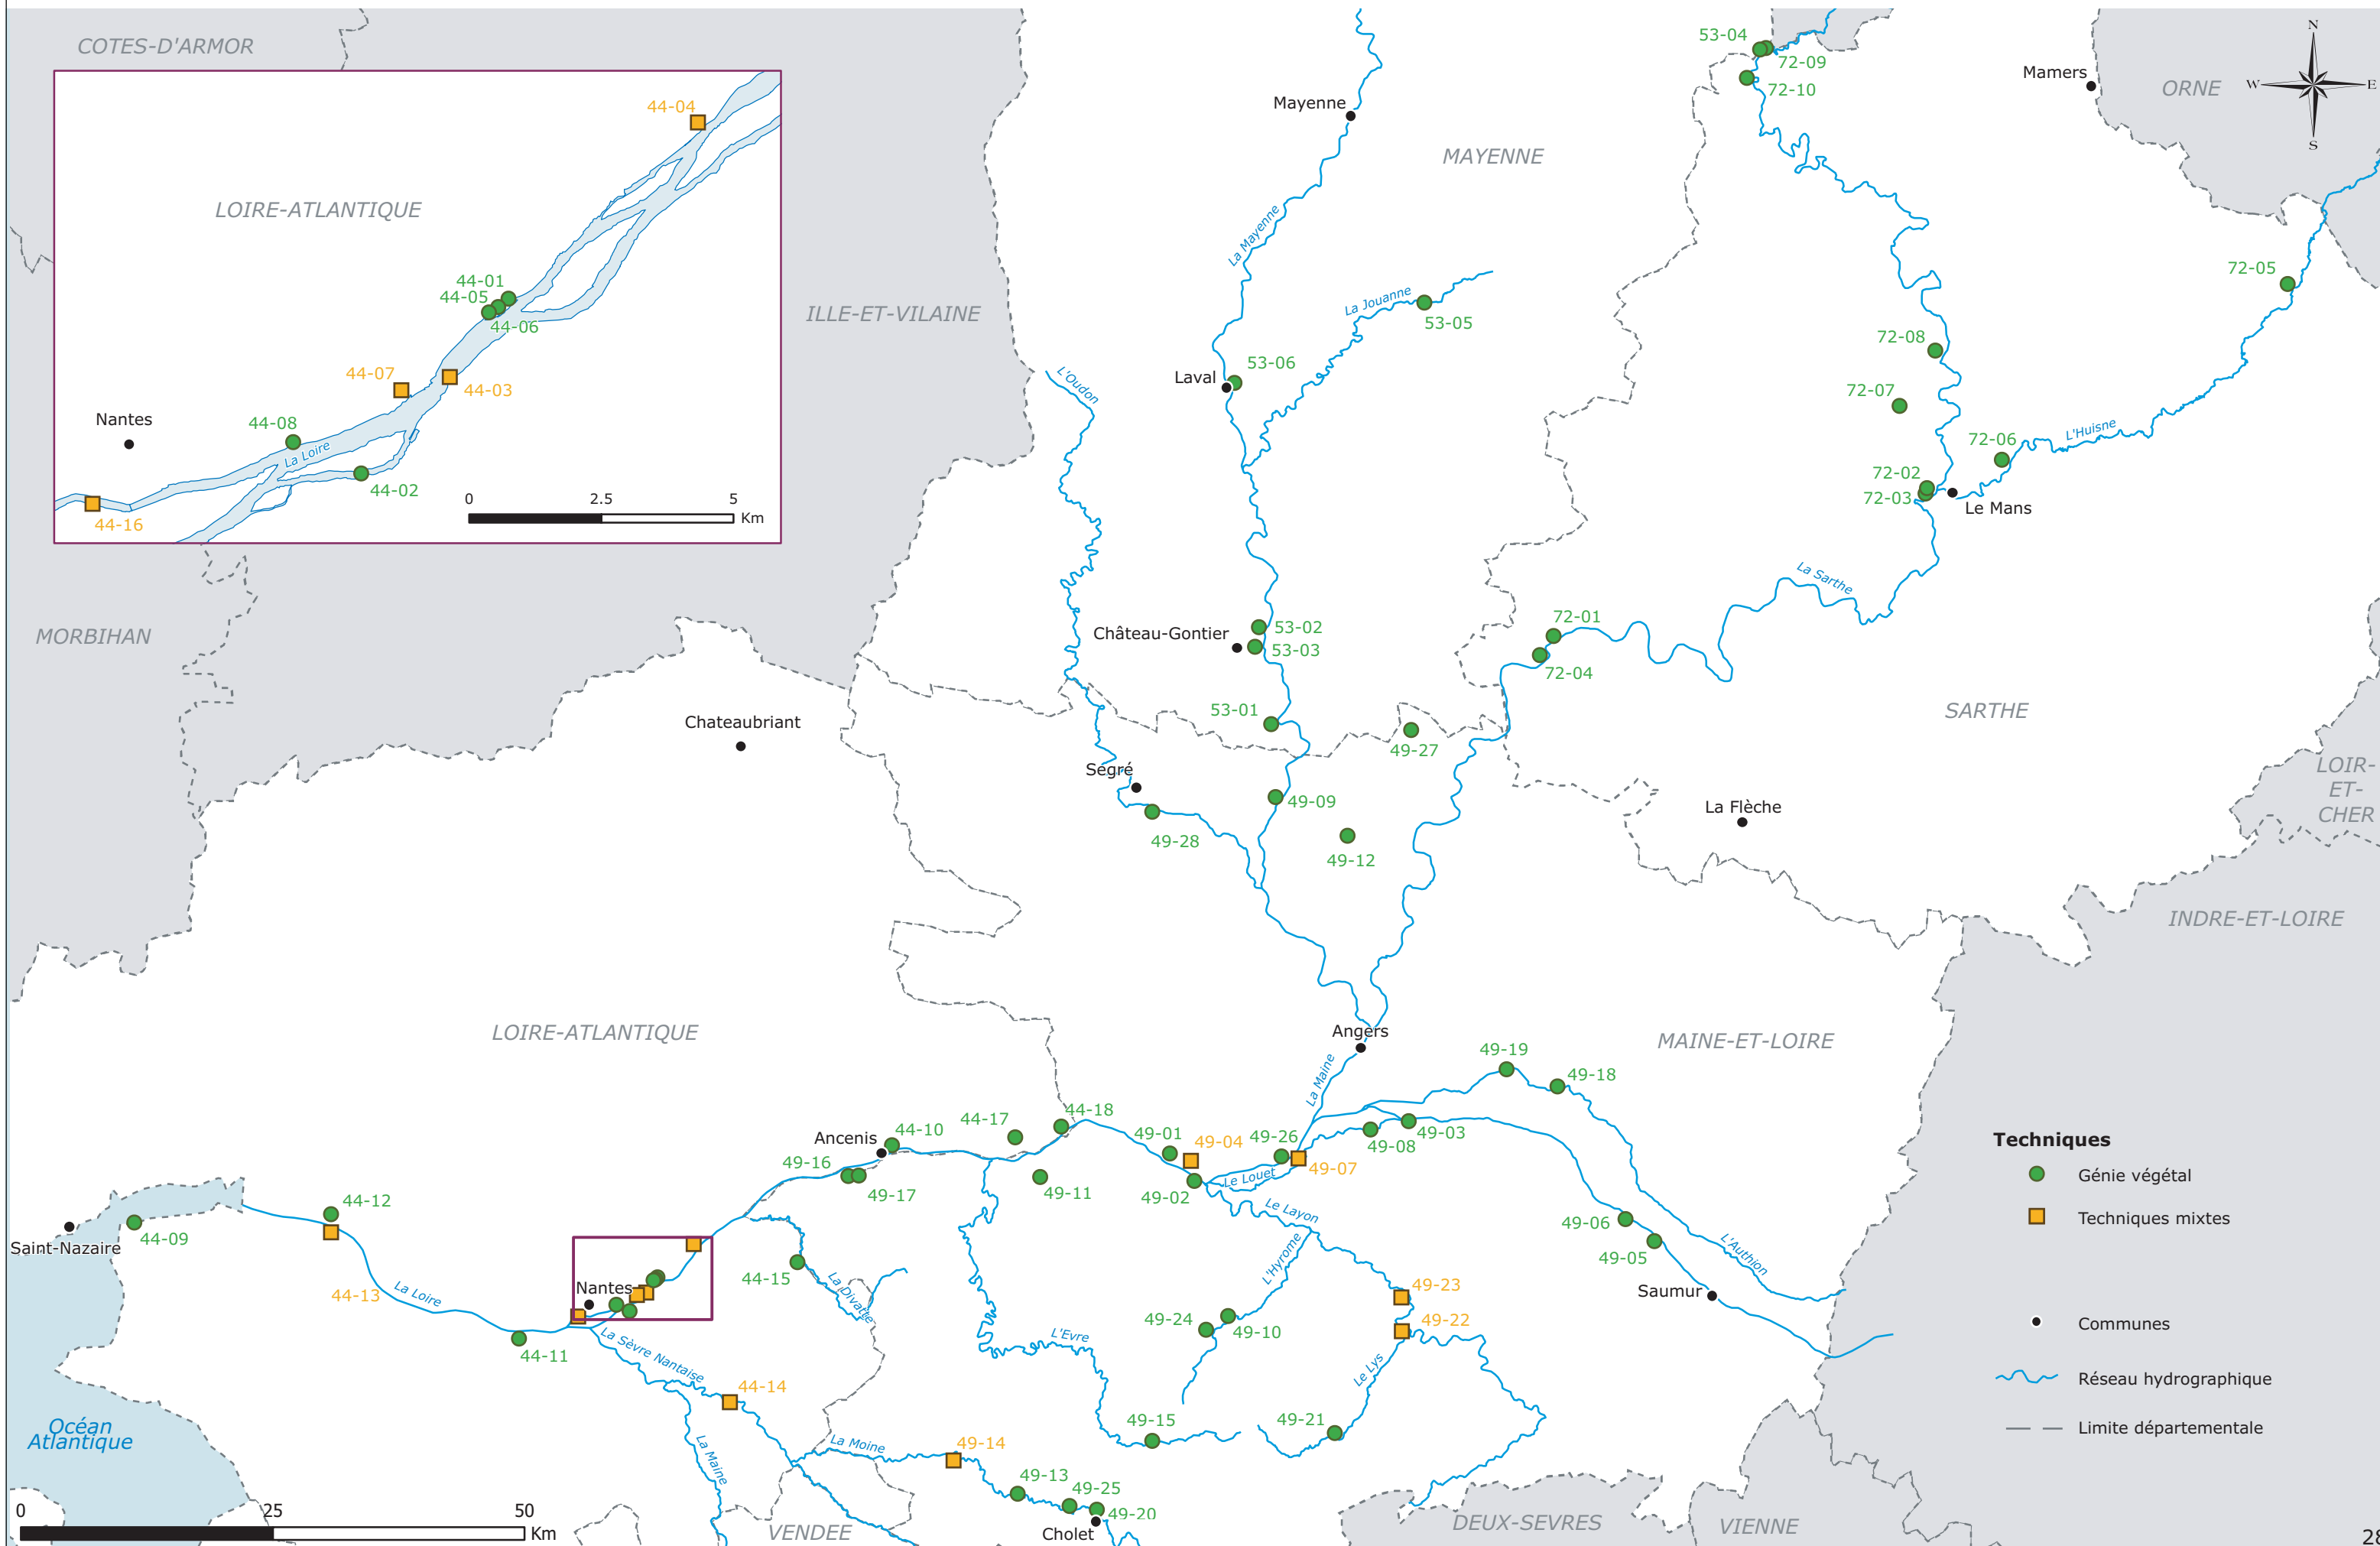 COTES-D'ARMOR
44-04
LOIRE-ATLANTIQUE
44-01
44-05
44-06
44-07
44-03
Nantes
44-08
La Loire
44-02
44-16
0 2.5 5
Km
53-04
72-09
72-10
Mamers
ORNE
N
W E
S
Mayenne
MAYENNE
La Mayenne
ILLE-ET-VILAINE
La Jouanne
53-05
72-05
72-08
53-06
Laval
L'Oudon
72-07
72-06
L'Huisne
72-02
72-03
Le Mans
La Sarthe
MORBIHAN
Château-Gontier
53-02
53-03
72-01
72-04
53-01
49-27
SARTHE
Chateaubriant
Segré
49-09
49-28
49-12
La Flèche
LOIR-
ET-
CHER
INDRE-ET-LOIRE
LOIRE-ATLANTIQUE
Angers
MAINE-ET-LOIRE
La Maine
49-19
49-18
44-17
44-18
Ancenis
44-10
49-01
49-04
49-26
49-08
49-03
49-16
49-17
49-11
49-02
Le Louet
49-07
Le Layon
44-12
44-09
Saint-Nazaire
44-13
La Loire
Nantes
44-15
La Divatte
L'Hyrome
49-06
49-05
L'Authion
Saumur
49-23
49-22
44-11
La Sèvre Nantaise
L'Evre
49-24
49-10
Le Lys
44-14
49-15
49-21
La Maine
La Moine
49-14
49-13
49-25
49-20
Cholet
Océan
Atlantique
VENDEE
DEUX-SEVRES
VIENNE
0 25 50
Km
Techniques
Génie végétal
Techniques mixtes
Communes
Réseau hydrographique
Limite départementale
28